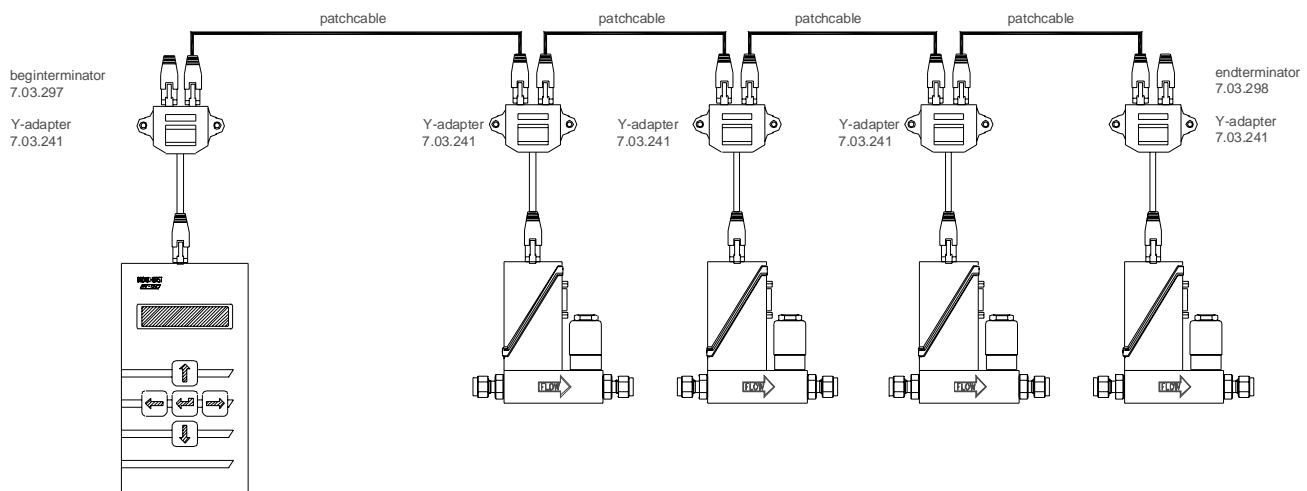 patchcable
patchcable
patchcable
patchcable
beginterminator
7.03.297
endterminator
7.03.298
Y-adapter
7.03.241
Y-adapter
7.03.241
Y-adapter
7.03.241
Y-adapter
7.03.241
Y-adapter
7.03.241
FLOW
FLOW
FLOW
FLOW